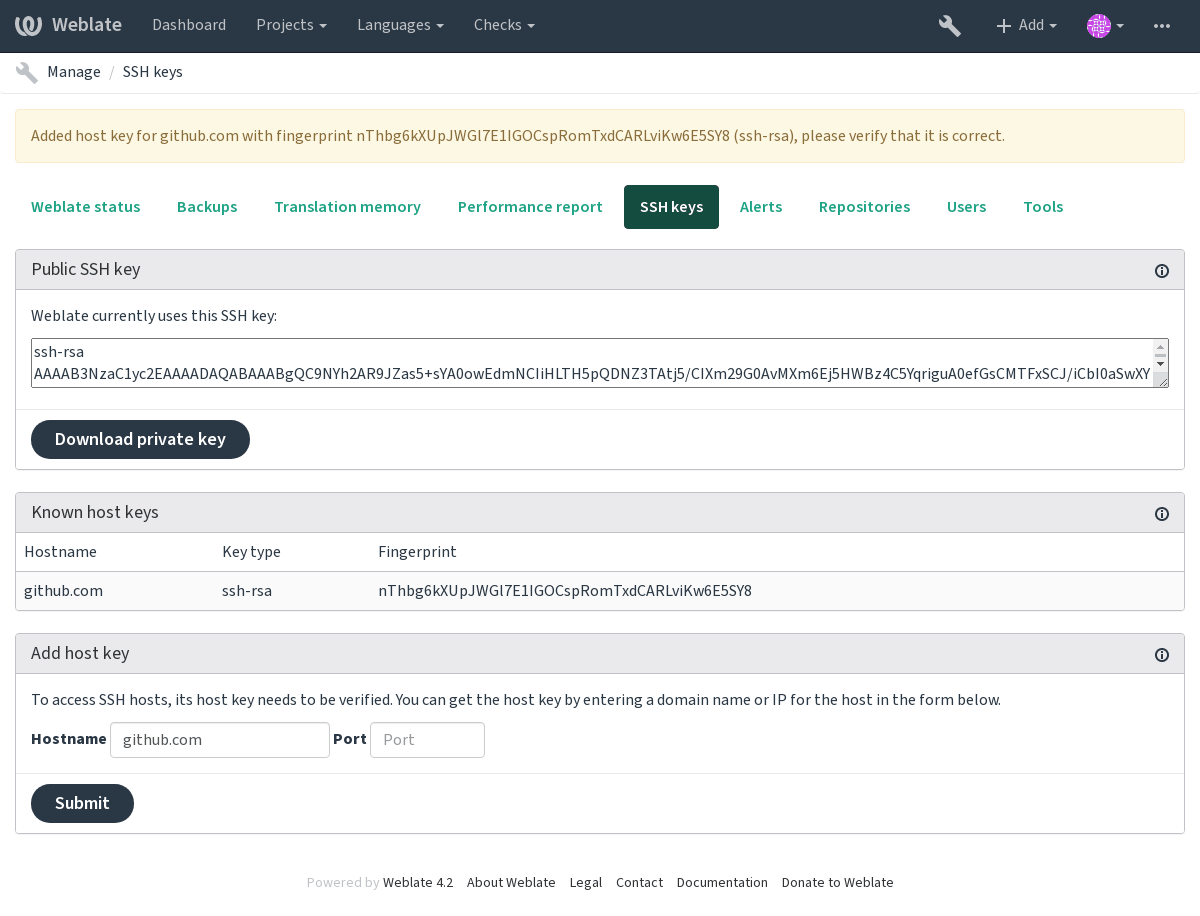 Weblate Dashboard Projects Languages Checks Add
Manage / SSH keys
Added host key for github.com with fingerprint nThbg6kXUpJWGl7E1IGOCspRomTxdCARLviKw6E5SY8 (ssh-rsa), please verify that it is correct.
Weblate status Backups Translation memory Performance report SSH keys Alerts Repositories Users Tools
Public SSH key
Weblate currently uses this SSH key:
ssh-rsa
AAAAB3NzaC1yc2EAAAADAQABAAABgQC9NYh2AR9JZas5+sYA0owEdmNCIiHLTH5pQDNZ3TAtj5/CIXm29G0AvMXm6Ej5HWBz4C5YqriguA0efGsCMTFxSCJ/iCbI0aSwXY
Download private key
Known host keys
Hostname Key type Fingerprint
github.com ssh-rsa nThbg6kXUpJWGl7E1IGOCspRomTxdCARLviKw6E5SY8
Add host key
To access SSH hosts, its host key needs to be verified. You can get the host key by entering a domain name or IP for the host in the form below.
Hostname github.com Port Port
Submit
Powered by Weblate 4.2 About Weblate Legal Contact Documentation Donate to Weblate